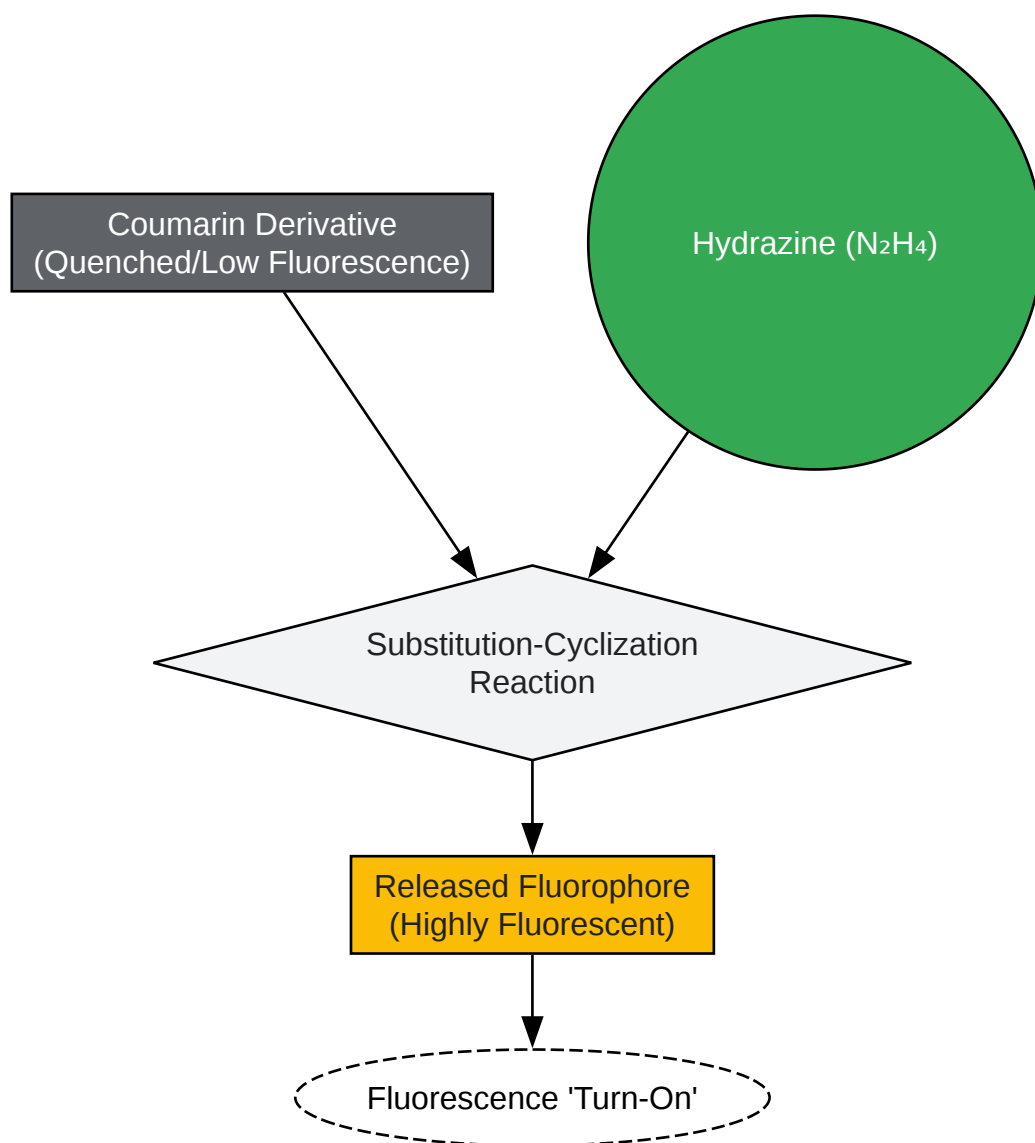 Coumarin Derivative
(Quenched/Low Fluorescence)
Hydrazine (N₂H₄)
Substitution-Cyclization
Reaction
Released Fluorophore
(Highly Fluorescent)
Fluorescence 'Turn-On'